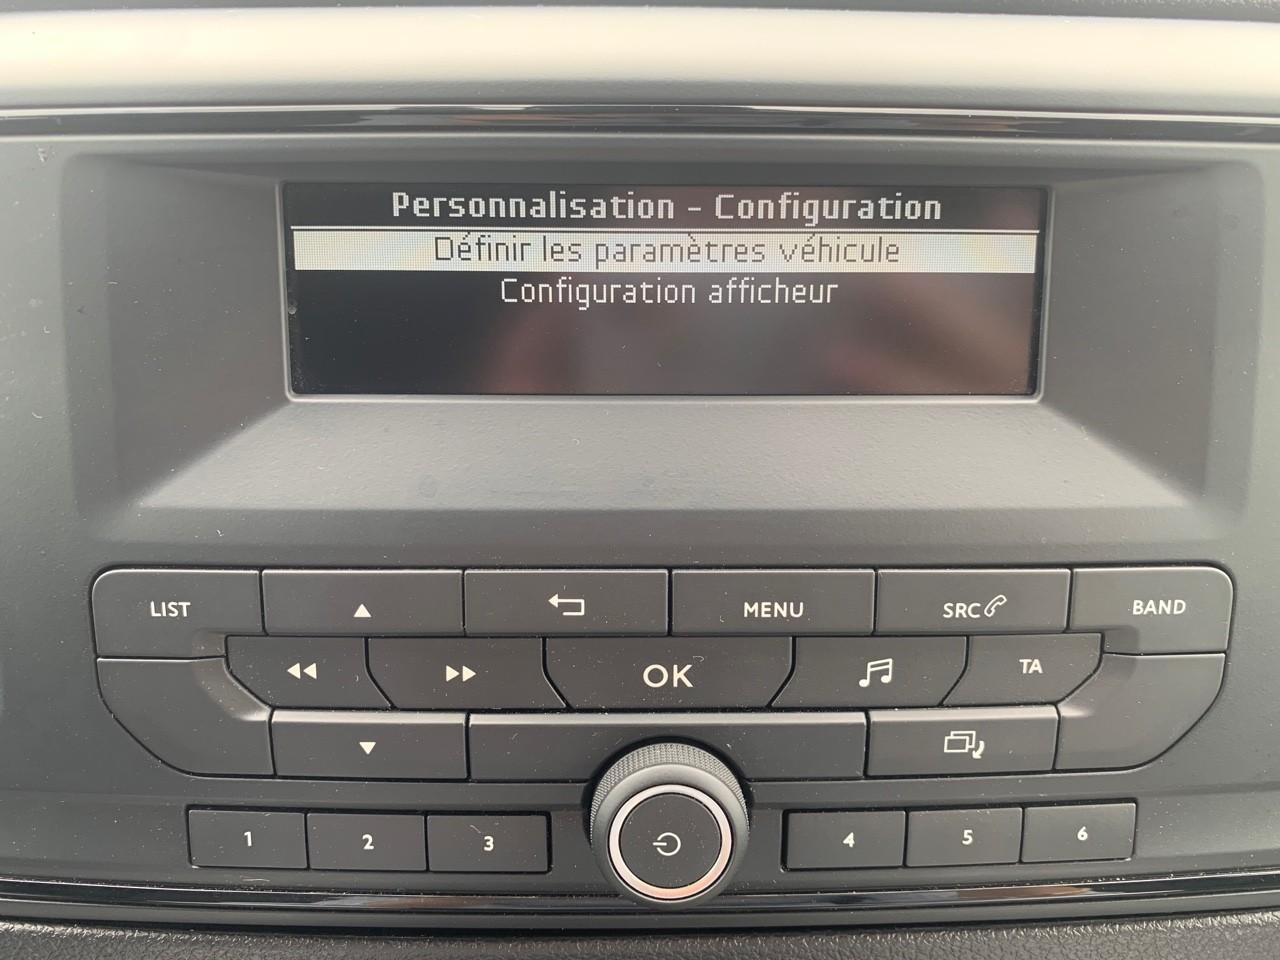 Personnalisation - Configuration
Définir les paramètres véhicule
Configuration afficheur
LIST
MENU
SRC
BAND
OK
TA
1
2
3
4
5
6